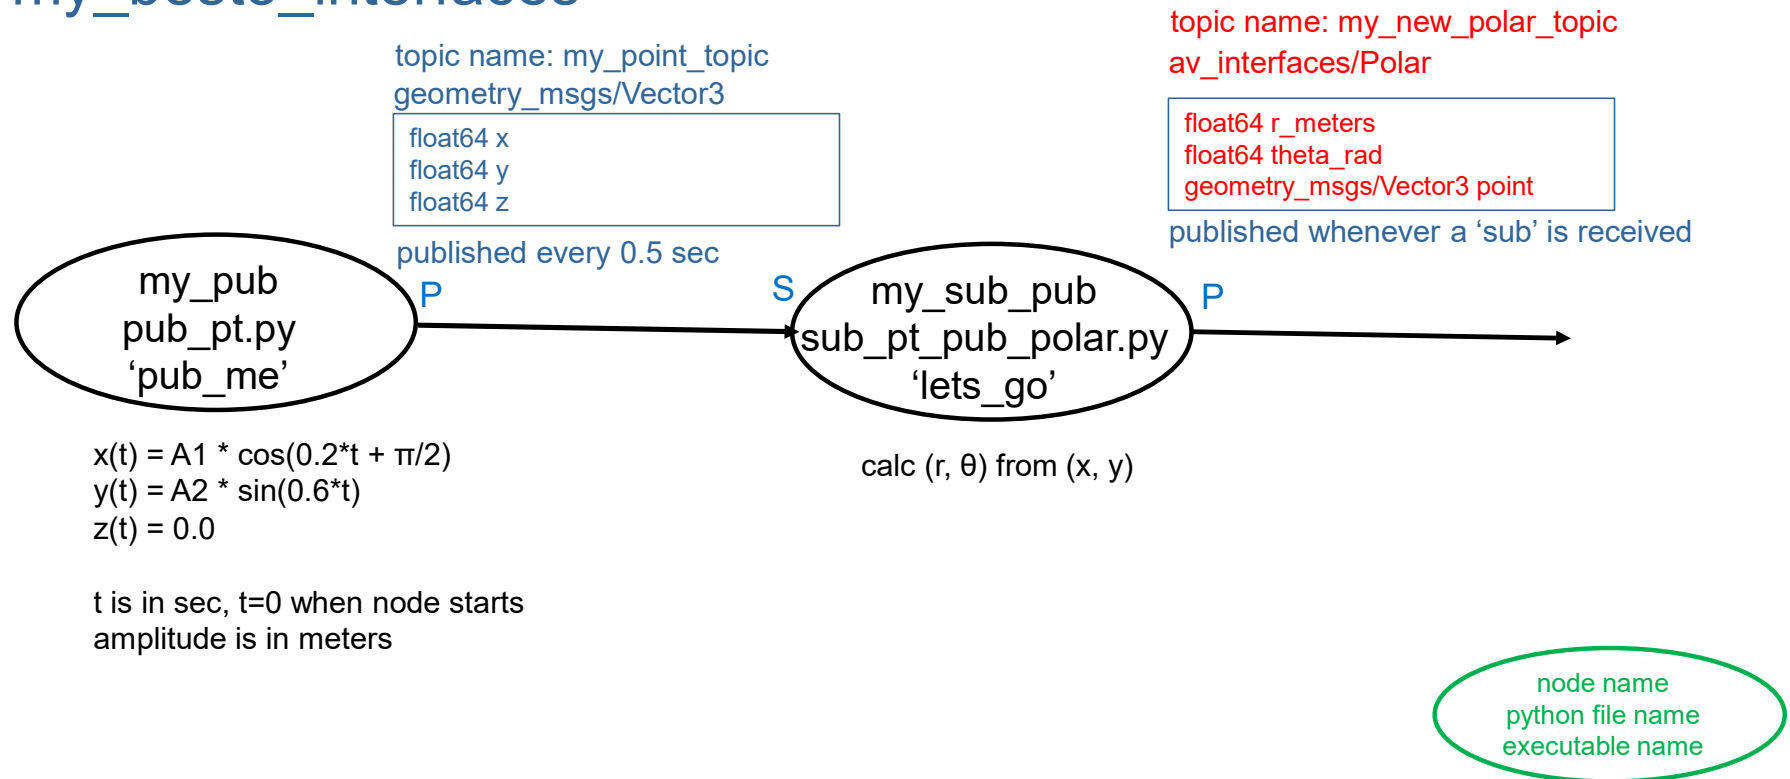 my_beste_interfaces
topic name: my_point_topic
geometry_msgs/Vector3
float64 x
float64 y
float64 z
published every 0.5 sec
topic name: my_new_polar_topic
av_interfaces/Polar
float64 r_meters
float64 theta_rad
geometry_msgs/Vector3 point
published whenever a ‘sub’ is received
my_pub
pub_pt.py
‘pub_me’
P
S
my_sub_pub
sub_pt_pub_polar.py
‘lets_go’
P
x(t) = A1 * cos(0.2*t + π/2)
y(t) = A2 * sin(0.6*t)
z(t) = 0.0
t is in sec, t=0 when node starts
amplitude is in meters
calc (r, θ) from (x, y)
node name
python file name
executable name